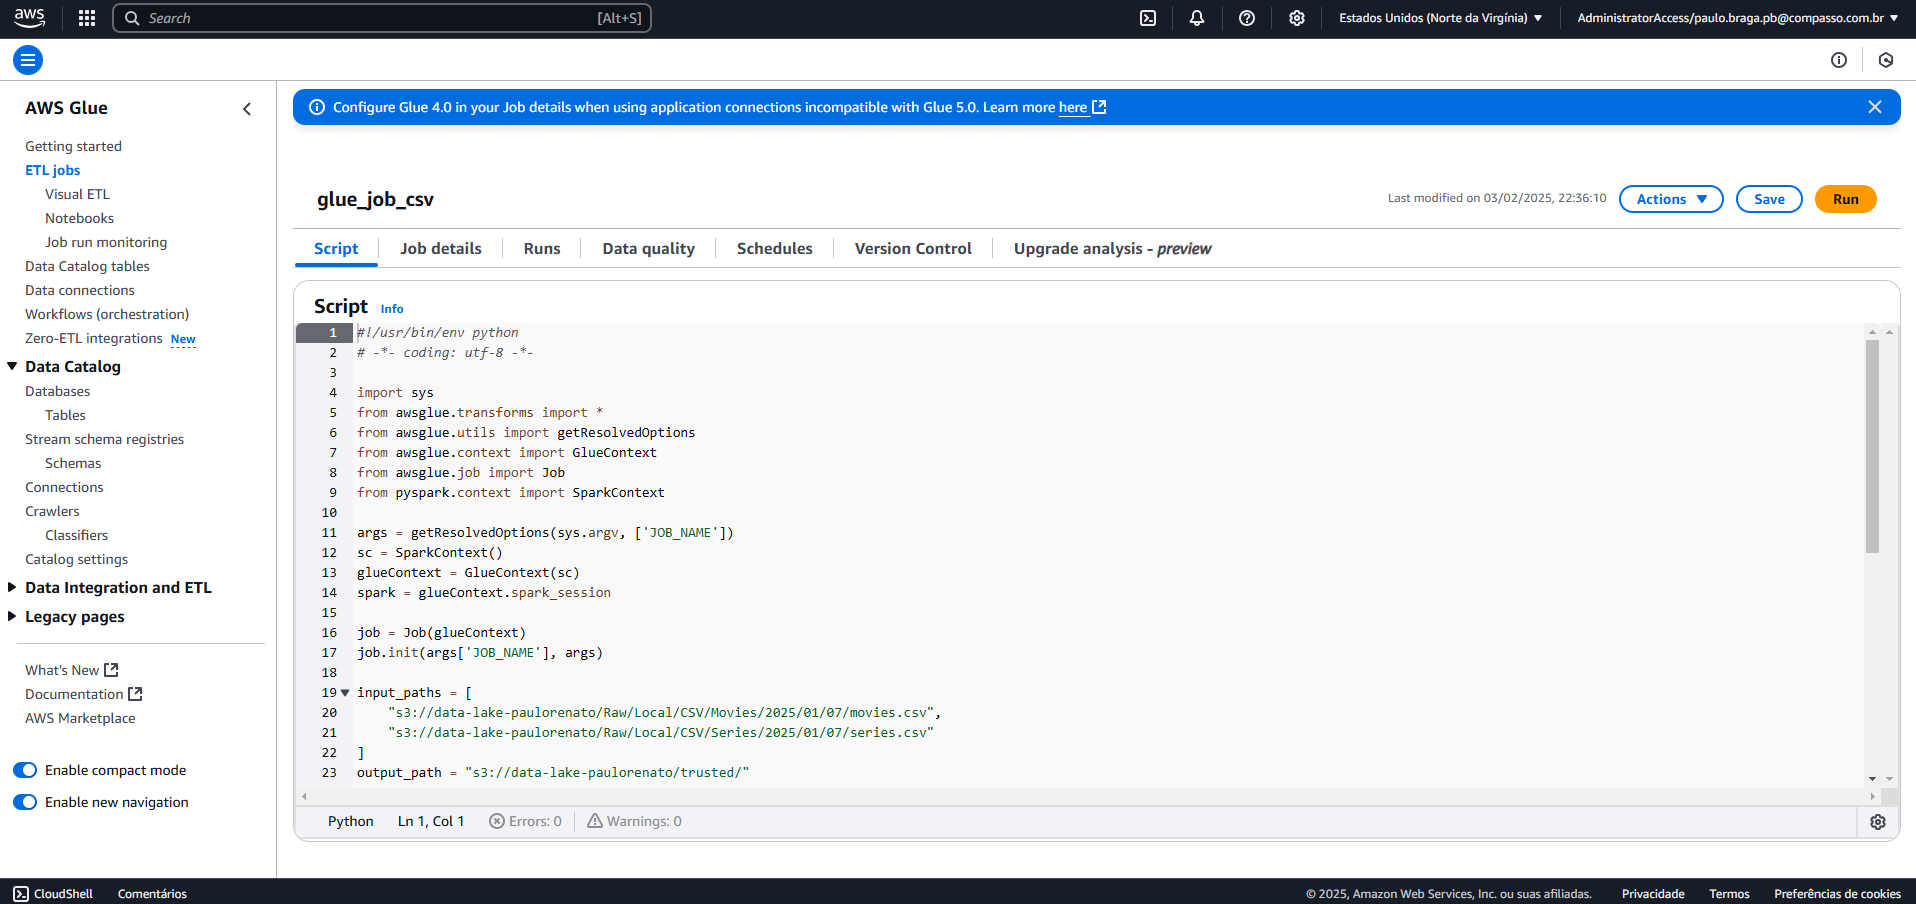 aws
Search [Alt+S]
Estados Unidos (Norte da Virgínia) AdministratorAccess/paulo.braga.pb@compasso.com.br
AWS Glue
Getting started
ETL jobs
Visual ETL
Notebooks
Job run monitoring
Data Catalog tables
Data connections
Workflows (orchestration)
Zero-ETL integrations New
Data Catalog
Databases
Tables
Stream schema registries
Schemas
Connections
Crawlers
Classifiers
Catalog settings
Data Integration and ETL
Legacy pages
What's New
Documentation
AWS Marketplace
Enable compact mode
Enable new navigation
Configure Glue 4.0 in your Job details when using application connections incompatible with Glue 5.0. Learn more here
glue_job_csv
Last modified on 03/02/2025, 22:36:10 Actions Save Run
Script Job details Runs Data quality Schedules Version Control Upgrade analysis - preview
Script Info
1 #!/usr/bin/env python
2 # -*- coding: utf-8 -*-
3
4 import sys
5 from awsglue.transforms import *
6 from awsglue.utils import getResolvedOptions
7 from awsglue.context import GlueContext
8 from awsglue.job import Job
9 from pyspark.context import SparkContext
10
11 args = getResolvedOptions(sys.argv, ['JOB_NAME'])
12 sc = SparkContext()
13 glueContext = GlueContext(sc)
14 spark = glueContext.spark_session
15
16 job = Job(glueContext)
17 job.init(args['JOB_NAME'], args)
18
19 input_paths = [
20 "s3://data-lake-paulorenato/Raw/Local/CSV/Movies/2025/01/07/movies.csv",
21 "s3://data-lake-paulorenato/Raw/Local/CSV/Series/2025/01/07/series.csv"
22 ]
23 output_path = "s3://data-lake-paulorenato/trusted/"
Python Ln 1, Col 1 Errors: 0 Warnings: 0
CloudShell Comentários © 2025, Amazon Web Services, Inc. ou suas afiliadas. Privacidade Termos Preferências de cookies